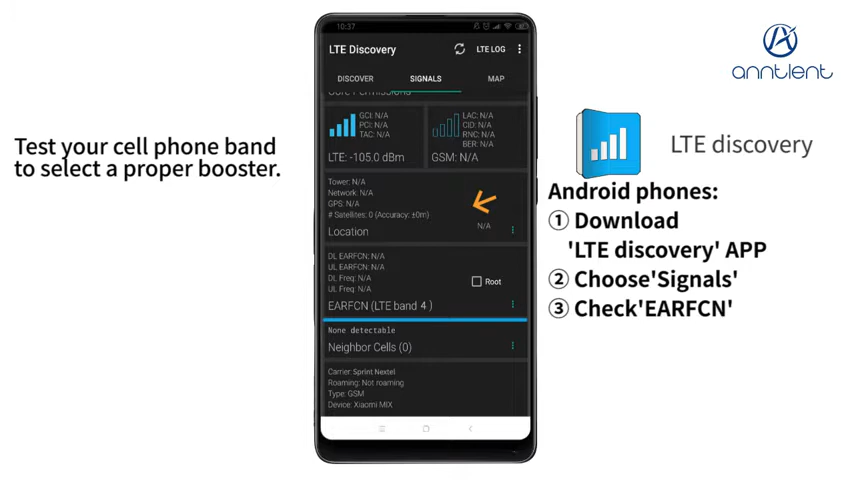 Test your cell phone band
to select a proper booster.
10:37
LTE Discovery
LTE LOG
DISCOVER
SIGNALS
MAP
GCI: N/A
PCI: N/A
TAC: N/A
LTE: -105.0 dBm
LAC: N/A
CID: N/A
RNC: N/A
BER: N/A
GSM: N/A
Tower: N/A
Network: N/A
GPS: N/A
# Satellites: 0 (Accuracy: ±0m)
N/A
Location
DL EARFCN: N/A
UL EARFCN: N/A
DL Freq: N/A
UL Freq: N/A
Root
EARFCN (LTE band 4 )
None detectable
Neighbor Cells (0)
Carrier: Sprint Nextel
Roaming: Not roaming
Type: GSM
Device: Xiaomi MIX
anntlent
LTE discovery
Android phones:
① Download
'LTE discovery' APP
② Choose'Signals'
③ Check'EARFCN'